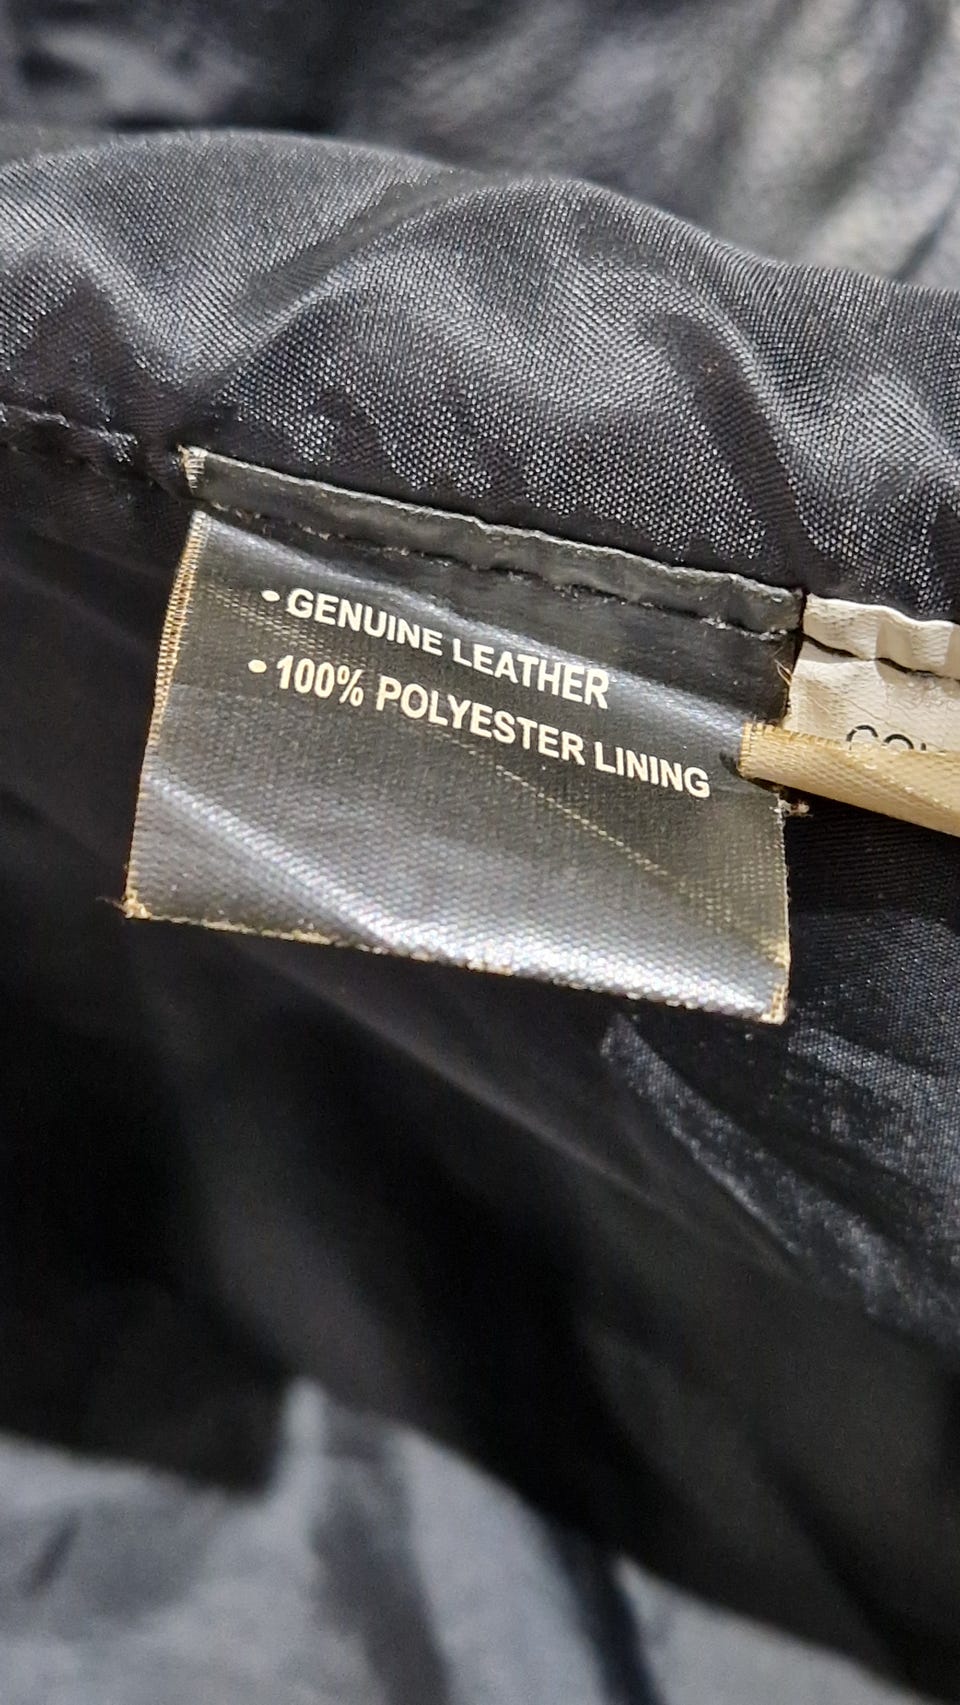 • GENUINE LEATHER
• 100% POLYESTER LINING